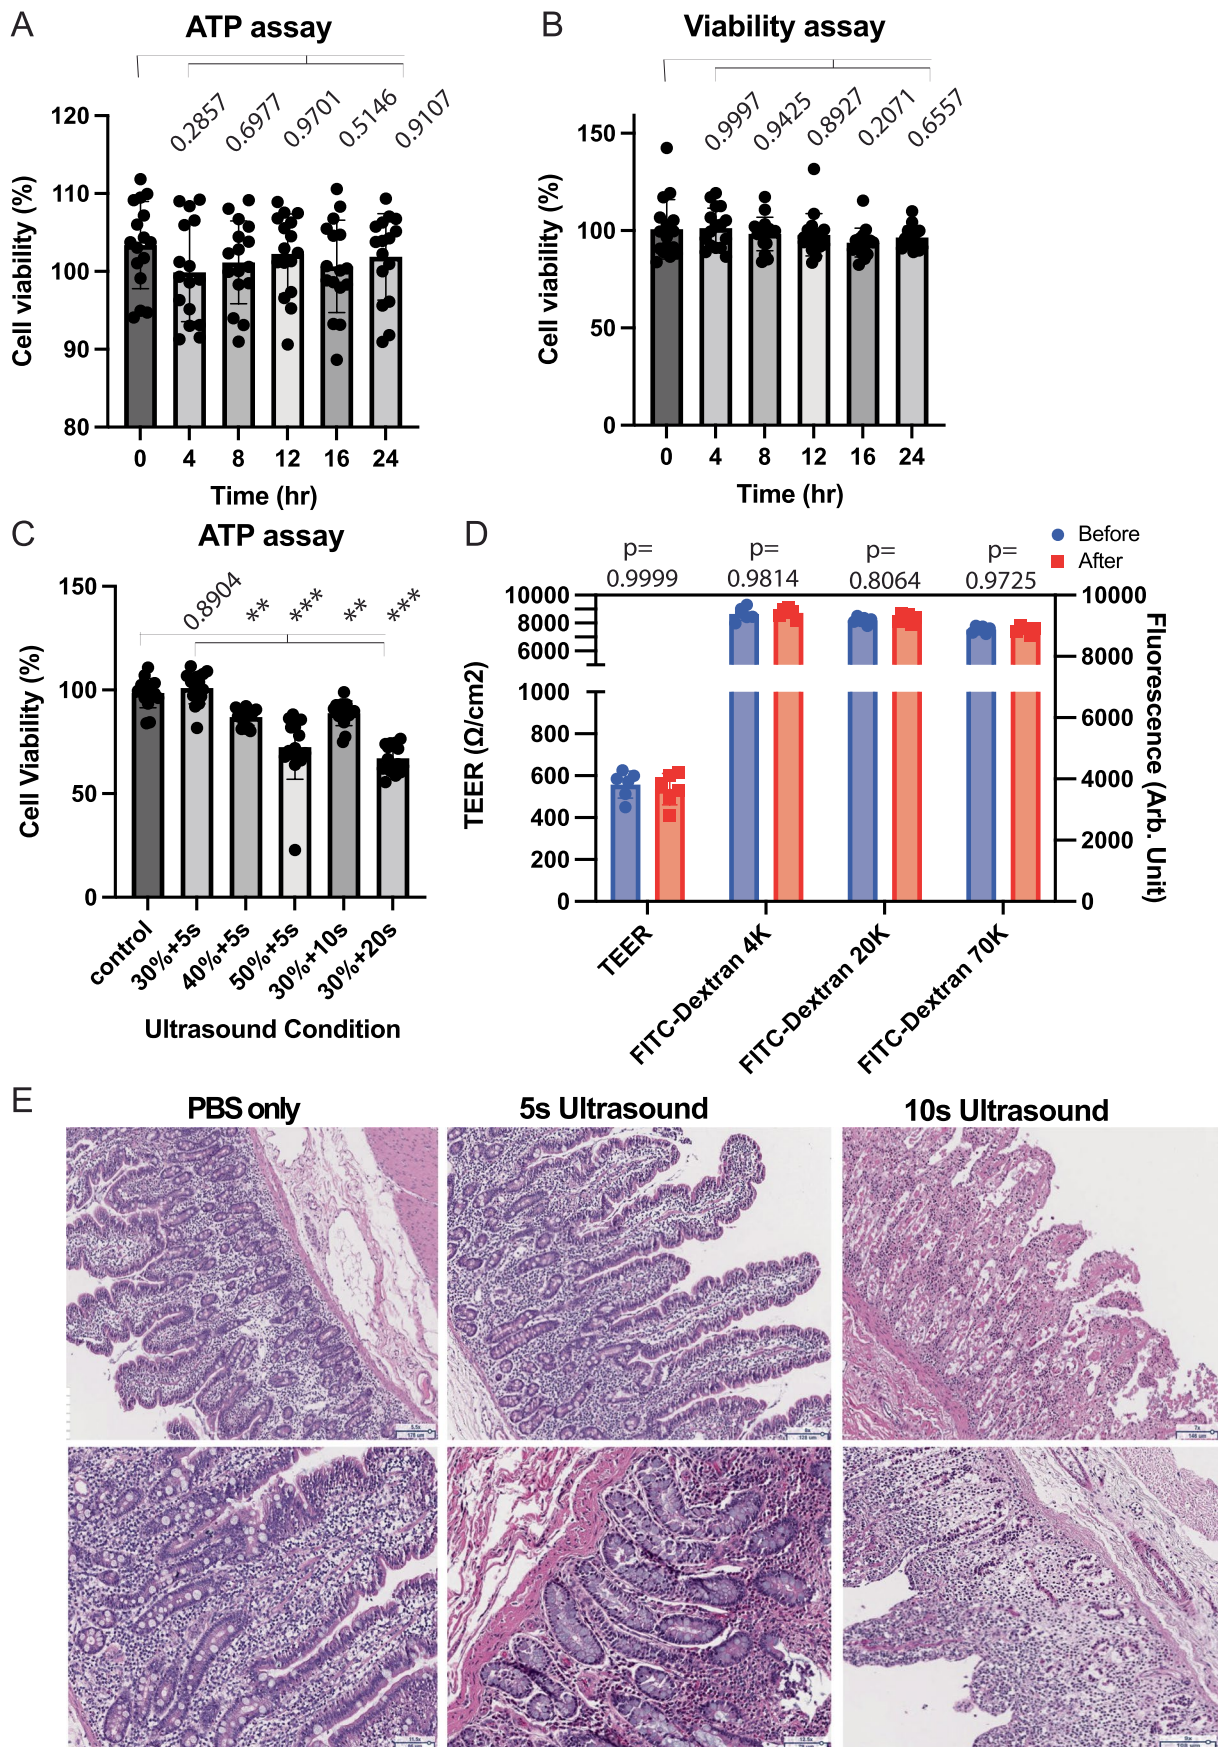 A
ATP assay
0.2857
0.6977
0.9701
0.5146
0.9107
120
110
100
90
80
Cell viability (%)
0 4 8 12 16 24
Time (hr)
B
Viability assay
0.9997
0.9425
0.8927
0.2071
0.6557
150
100
50
0
Cell viability (%)
0 4 8 12 16 24
Time (hr)
C
ATP assay
0.8904
**
***
**
***
150
100
50
0
Cell Viability (%)
control
30%+5s
40%+5s
50%+5s
30%+10s
30%+20s
Ultrasound Condition
D
Before
After
p=
0.9999
p=
0.9814
p=
0.8064
p=
0.9725
10000
8000
6000
1000
800
600
400
200
0
TEER (Ω/cm2)
10000
8000
6000
4000
2000
0
Fluorescence (Arb. Unit)
TEER
FITC-Dextran 4K
FITC-Dextran 20K
FITC-Dextran 70K
E
PBS only
5s Ultrasound
10s Ultrasound